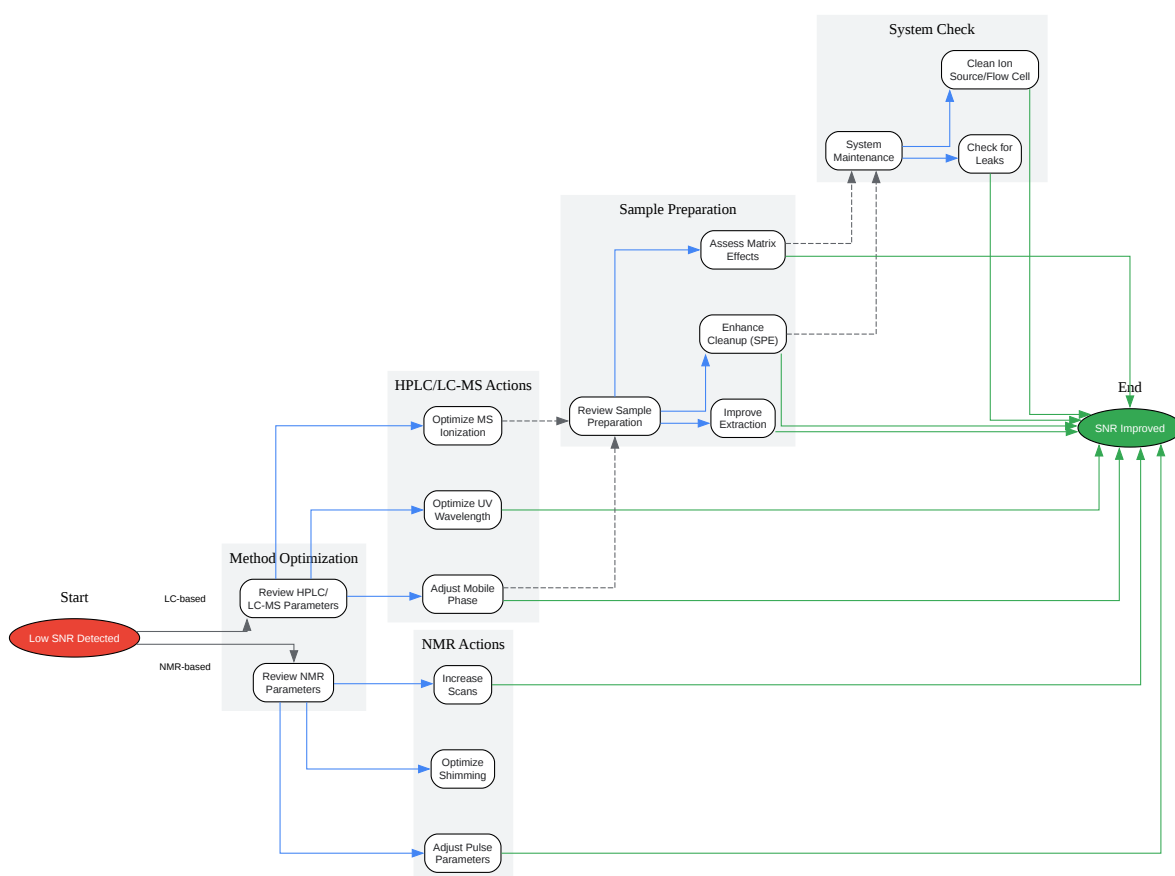 System Check
Clean Ion
Source/Flow Cell
System
Maintenance
Check for
Leaks
Sample Preparation
Assess Matrix
Effects
Enhance
Cleanup (SPE)
Review Sample
Preparation
Improve
Extraction
End
SNR Improved
HPLC/LC-MS Actions
Optimize MS
Ionization
Optimize UV
Wavelength
Adjust Mobile
Phase
Method Optimization
Review HPLC/
LC-MS Parameters
Review NMR
Parameters
Start
Low SNR Detected
LC-based
NMR-based
NMR Actions
Increase
Scans
Optimize
Shimming
Adjust Pulse
Parameters